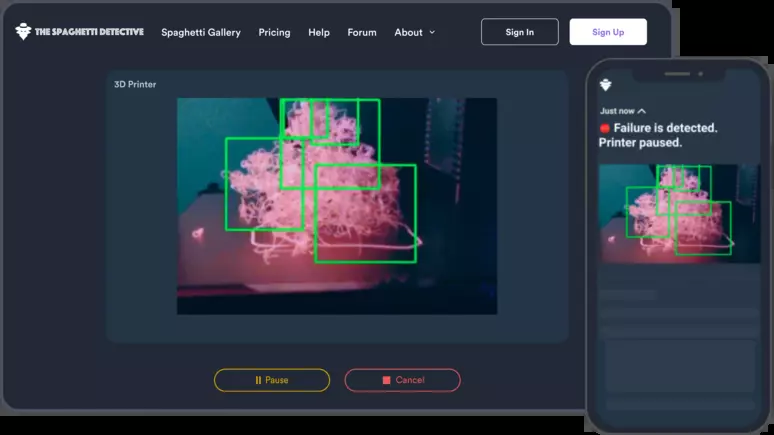 THE SPAGHETTI DETECTIVE Spaghetti Gallery Pricing Help Forum About Sign In Sign Up
3D Printer
Pause Cancel
Just now
Failure is detected.
Printer paused.